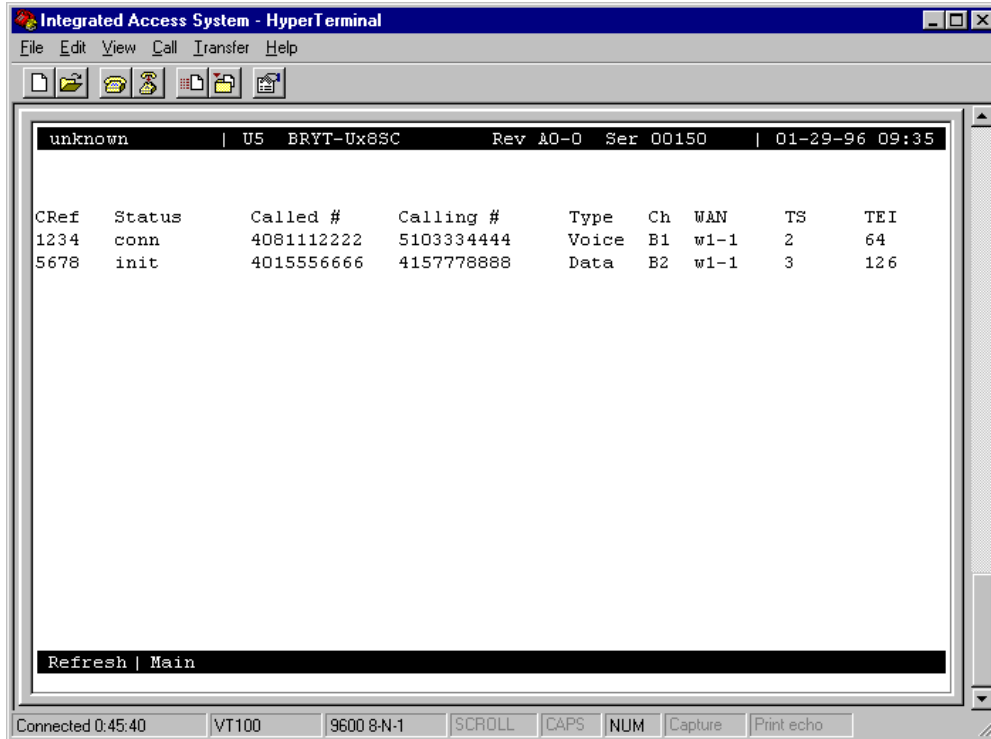 Integrated Access System - HyperTerminal
File Edit View Call Transfer Help
unknown | U5 BRYT-Ux8SC Rev A0-0 Ser 00150 | 01-29-96 09:35
CRef Status Called # Calling # Type Ch WAN TS TEI
1234 conn 4081112222 5103334444 Voice B1 w1-1 2 64
5678 init 4015556666 4157778888 Data B2 w1-1 3 126
Refresh | Main
Connected 0:45:40 VT100 9600 8-N-1 SCROLL CAPS NUM Capture Print echo